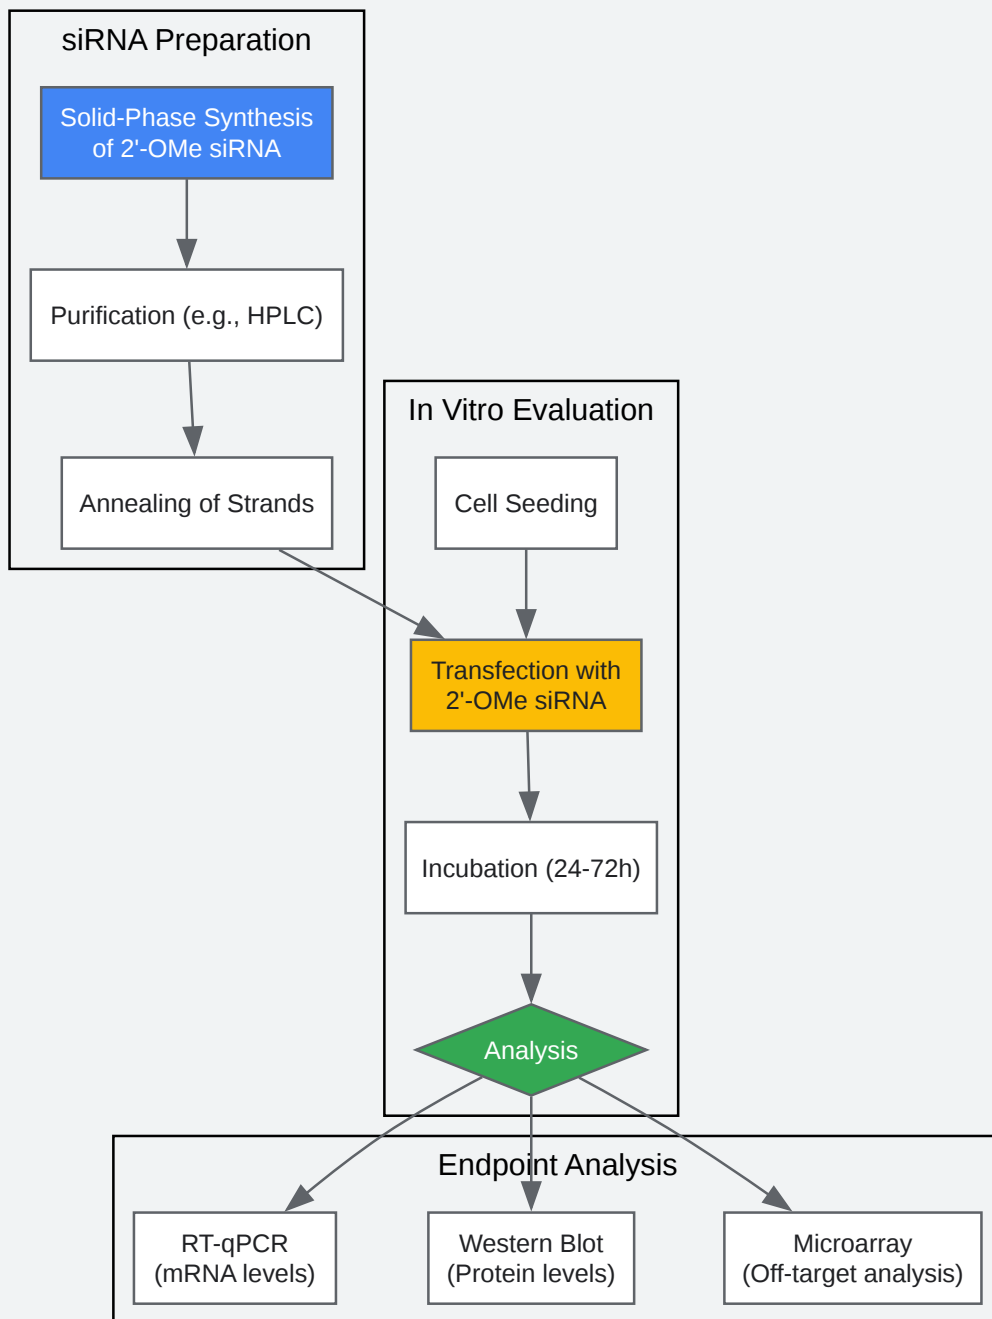 siRNA Preparation
Solid-Phase Synthesis
of 2'-OMe siRNA
Purification (e.g., HPLC)
Annealing of Strands
In Vitro Evaluation
Cell Seeding
Transfection with
2'-OMe siRNA
Incubation (24-72h)
Analysis
Endpoint Analysis
RT-qPCR
(mRNA levels)
Western Blot
(Protein levels)
Microarray
(Off-target analysis)